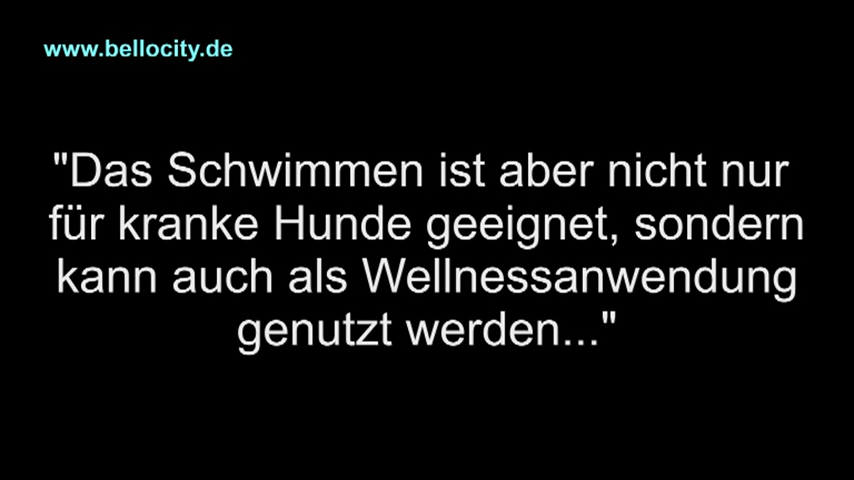 www.bellocity.de
"Das Schwimmen ist aber nicht nur
für kranke Hunde geeignet, sondern
kann auch als Wellnessanwendung
genutzt werden..."